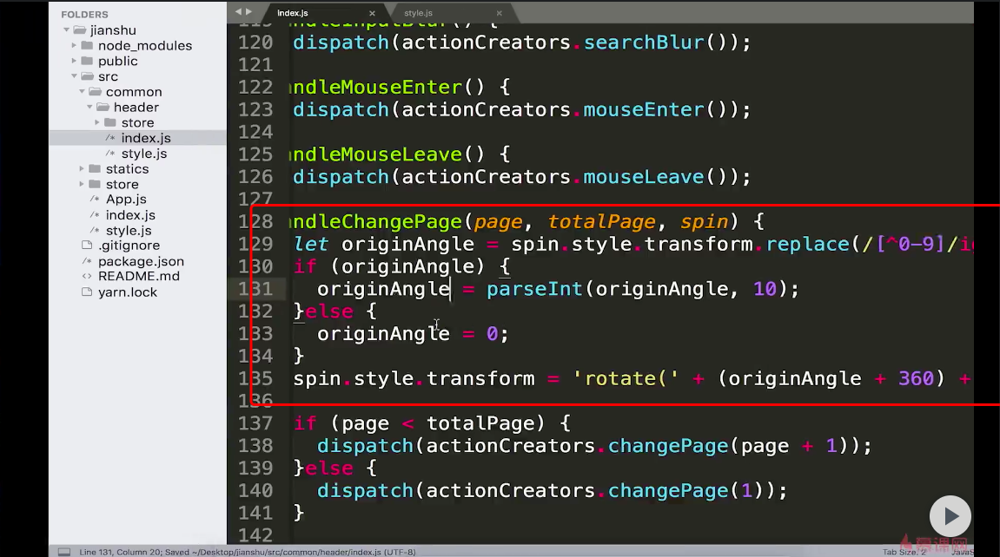 FOLDERS
jianshu
node_modules
public
src
common
header
store
index.js
style.js
statics
store
App.js
index.js
style.js
.gitignore
package.json
README.md
yarn.lock
index.js × style.js ×
120 dispatch(actionCreators.searchBlur());
121
122 ndleMouseEnter() {
123 dispatch(actionCreators.mouseEnter());
124
125 ndleMouseLeave() {
126 dispatch(actionCreators.mouseLeave());
127
128 ndleChangePage(page, totalPage, spin) {
129 let originAngle = spin.style.transform.replace(/[^0-9]/i
130 if (originAngle) {
131 originAngle = parseInt(originAngle, 10);
132 }else {
133 originAngle = 0;
134 }
135 spin.style.transform = 'rotate(' + (originAngle + 360) +
136
137 if (page < totalPage) {
138 dispatch(actionCreators.changePage(page + 1));
139 }else {
140 dispatch(actionCreators.changePage(1));
141 }
142
Line 131, Column 20; Saved ~/Desktop/jianshu/src/common/header/index.js (UTF-8) Tab Size: 2 JavaS
慕课网